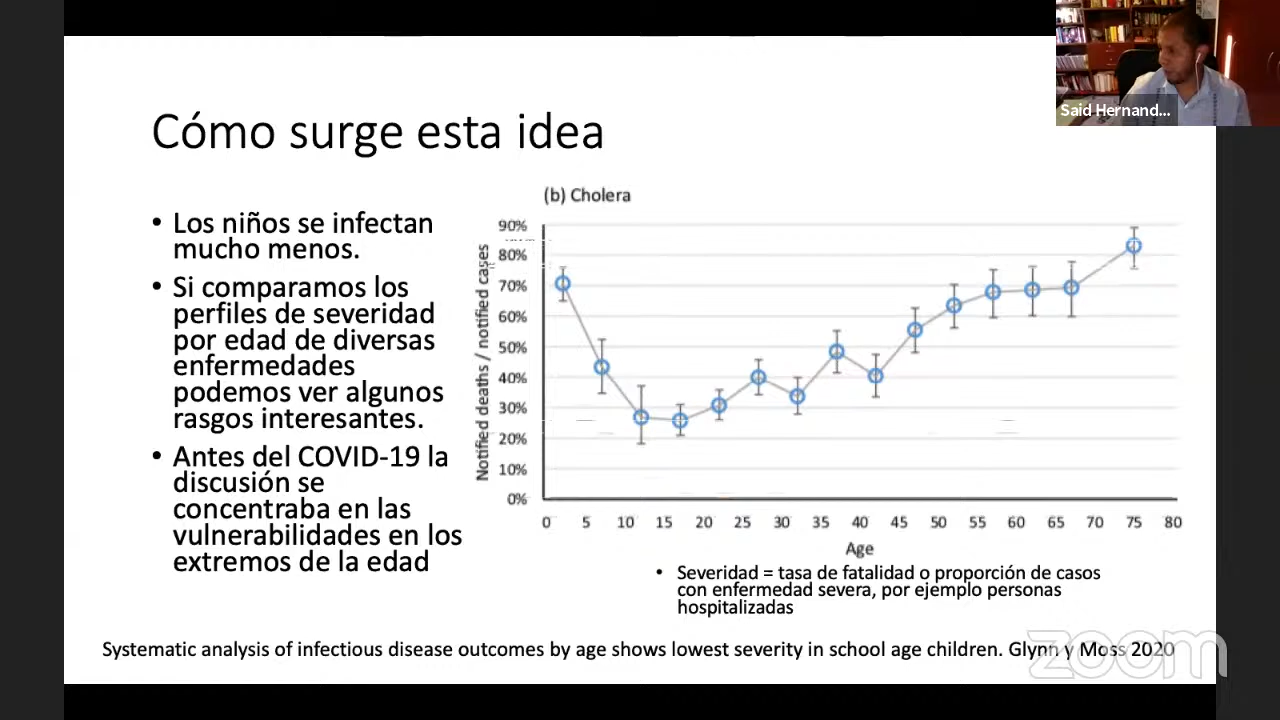 Said Hernand...
Cómo surge esta idea
• Los niños se infectan
mucho menos.
• Si comparamos los
perfiles de severidad
por edad de diversas
enfermedades
podemos ver algunos
rasgos interesantes.
• Antes del COVID-19 la
discusión se
concentraba en las
vulnerabilidades en los
extremos de la edad
(b) Cholera
Notified deaths / notified cases
90%
80%
70%
60%
50%
40%
30%
20%
10%
0%
0 5 10 15 20 25 30 35 40 45 50 55 60 65 70 75 80
Age
• Severidad = tasa de fatalidad o proporción de casos
con enfermedad severa, por ejemplo personas
hospitalizadas
Systematic analysis of infectious disease outcomes by age shows lowest severity in school age children. Glynn y Moss 2020
zoom